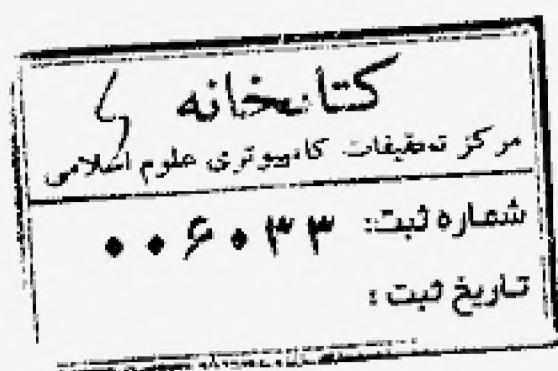 کتابخانه
مرکز تحقیقات کامپیوتری علوم اسلامی
شماره ثبت: ۰۰۶۰۳۳
تاریخ ثبت: